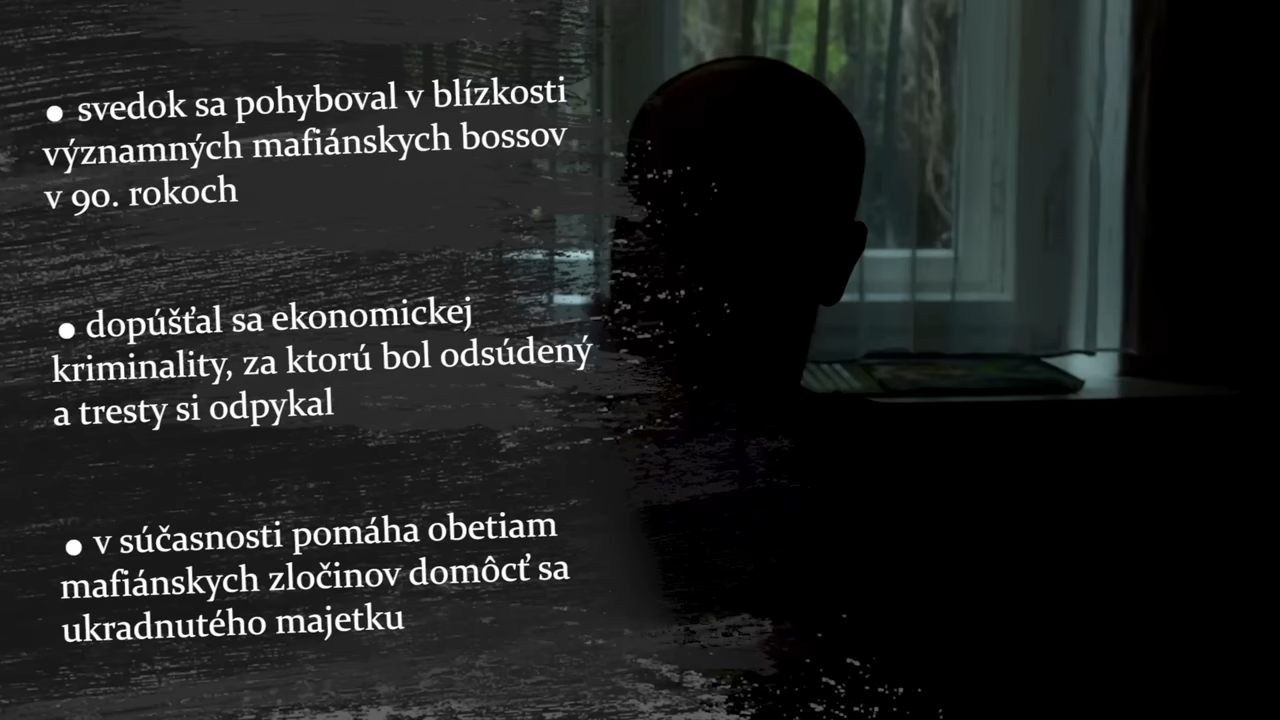 ● svedok sa pohyboval v blízkosti
významných mafiánskych bossov
v 90. rokoch
● dopúšťal sa ekonomickej
kriminality, za ktorú bol odsúdený
a tresty si odpykal
● v súčasnosti pomáha obetiam
mafiánskych zločinov domôcť sa
ukradnutého majetku